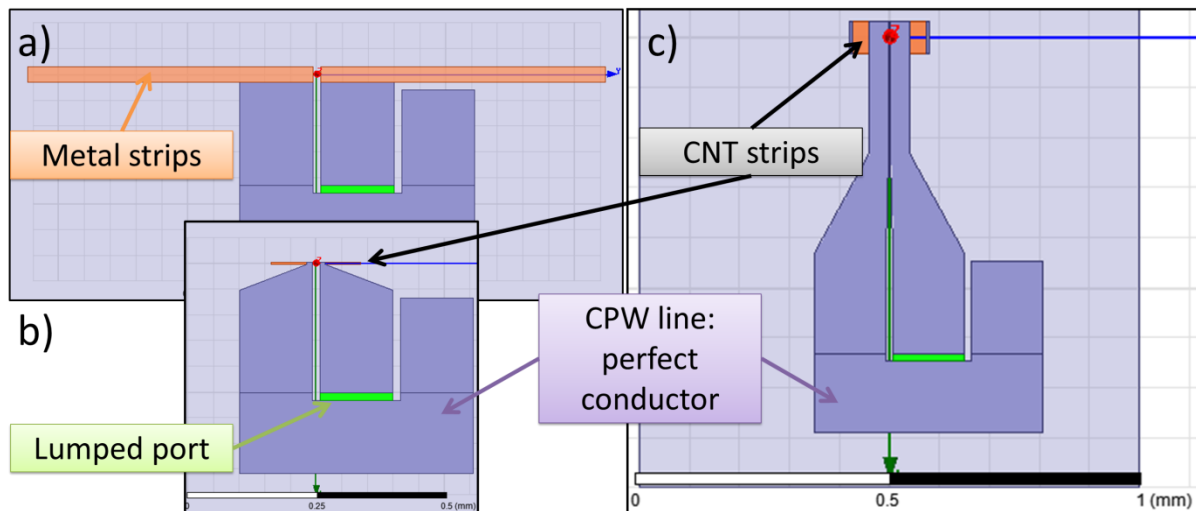 a)
Metal strips
b)
Lumped port
CPW line:
perfect
conductor
c)
CNT strips
0
0.25
0.5 (mm)
0
0.5
1 (mm)